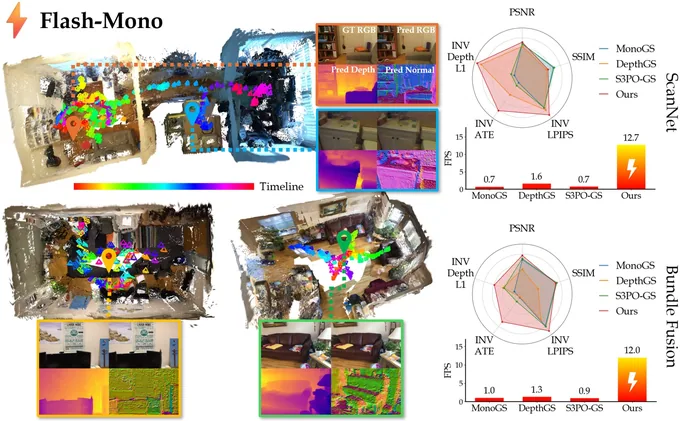 Flash-Mono
GT RGB
Pred RGB
Pred Depth
Pred Normal
Timeline
PSNR
INV
Depth
L1
SSIM
INV
ATE
INV
LPIPS
MonoGS
DepthGS
S3PO-GS
Ours
ScanNet
FPS
15
10
5
0
0.7
1.6
0.7
12.7
MonoGS
DepthGS
S3PO-GS
Ours
PSNR
INV
Depth
L1
SSIM
INV
ATE
INV
LPIPS
MonoGS
DepthGS
S3PO-GS
Ours
Bundle Fusion
FPS
15
10
5
0
1.0
1.3
0.9
12.0
MonoGS
DepthGS
S3PO-GS
Ours